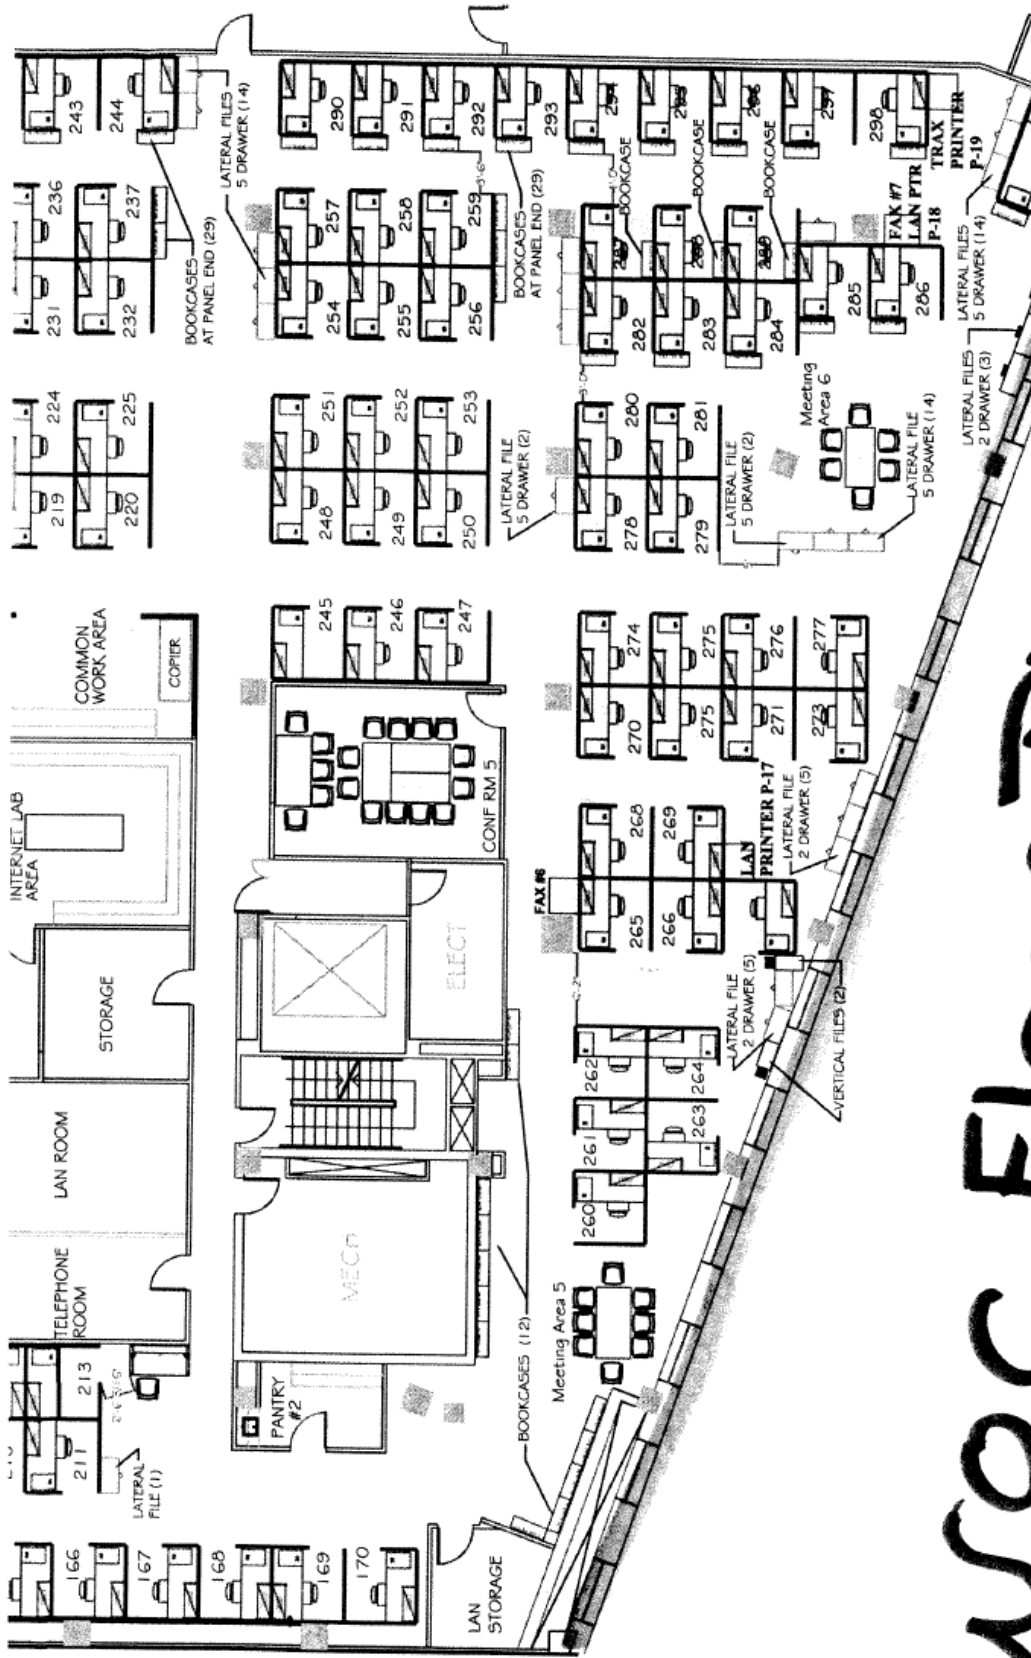 166
167
168
169
170
LAN
STORAGE
211
213
LATERAL
FILE (1)
TELEPHONE
ROOM
LAN ROOM
STORAGE
INTERNET LAB
AREA
COMMON
WORK AREA
COPIER
PANTRY
#2
ELECT
CONF RM 5
BOOKCASES (12)
Meeting Area 5
219
220
224
225
231
232
236
237
243
244
BOOKCASES
AT PANEL END (29)
LATERAL FILES
5 DRAWER (14)
245
246
247
248
249
250
251
252
253
254
255
256
257
258
259
BOOKCASES
AT PANEL END (29)
290
291
292
293
294
295
296
297
298
LATERAL FILE
5 DRAWER (2)
260
261
262
263
264
FAX #6
265
266
268
269
LAN
PRINTER P-17
LATERAL FILE
2 DRAWER (5)
LATERAL FILE
2 DRAWER (5)
VERTICAL FILES (2)
270
275
271
273
274
275
276
277
278
279
280
281
LATERAL FILE
5 DRAWER (2)
LATERAL FILE
5 DRAWER (14)
Meeting
Area 6
282
283
284
285
286
287
288
289
BOOKCASE
BOOKCASE
BOOKCASE
FAX #7
LAN PTR
P-18
TRAX
PRINTER
P-19
LATERAL FILES
5 DRAWER (14)
LATERAL FILES
2 DRAWER (3)